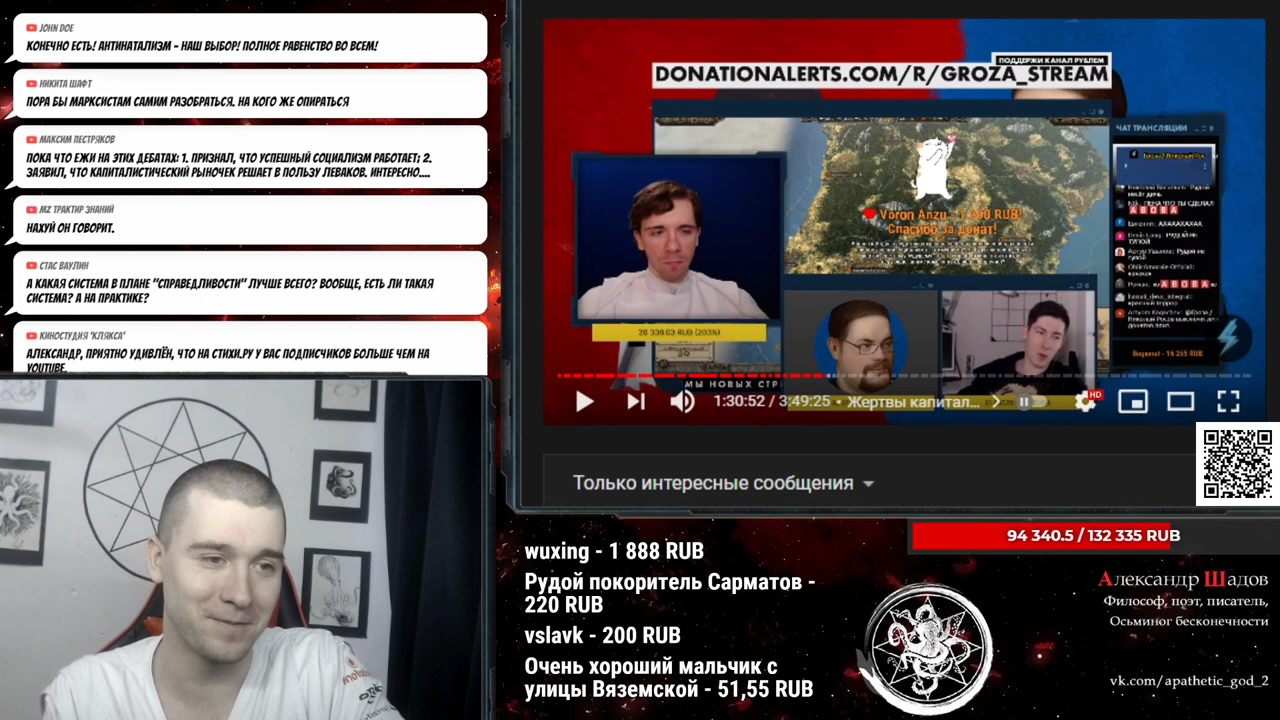 JOHN DOE
КОНЕЧНО ЕСТЬ! АНТИНАТАЛИЗМ - НАШ ВЫБОР! ПОЛНОЕ РАВЕНСТВО ВО ВСЕМ!
НИКИТА ШАФТ
ПОРА БЫ МАРКСИСТАМ САМИМ РАЗОБРАТЬСЯ. НА КОГО ЖЕ ОПИРАТЬСЯ
МАКСИМ ПЕСТРЯКОВ
ПОКА ЧТО ЕЖИ НА ЭТИХ ДЕБАТАХ: 1. ПРИЗНАЛ, ЧТО УСПЕШНЫЙ СОЦИАЛИЗМ РАБОТАЕТ; 2.
ЗАЯВИЛ, ЧТО КАПИТАЛИСТИЧЕСКИЙ РЫНОЧЕК РЕШАЕТ В ПОЛЬЗУ ЛЕВАКОВ. ИНТЕРЕСНО....
MZ ТРАКТИР ЗНАНИЙ
НАХУЙ ОН ГОВОРИТ.
СТАС ВАУЛИН
А КАКАЯ СИСТЕМА В ПЛАНЕ "СПРАВЕДЛИВОСТИ" ЛУЧШЕ ВСЕГО? ВООБЩЕ, ЕСТЬ ЛИ ТАКАЯ
СИСТЕМА? А НА ПРАКТИКЕ?
КИНОСТУДИЯ "КЛЯКСА"
АЛЕКСАНДР, ПРИЯТНО УДИВЛЁН, ЧТО НА СТИХИ.РУ У ВАС ПОДПИСЧИКОВ БОЛЬШЕ ЧЕМ НА
YOUTUBE.
ПОДДЕРЖИ КАНАЛ РУБЛЕМ
DONATIONALERTS.COM/R/GROZA_STREAM
ЧАТ ТРАНСЛЯЦИИ
Voron Anzu - 1 000 RUB!
Спасибо за донат!
МЫ НОВЫХ СТР
1:30:52 / 3:49:25 • Жертвы капитал...
HD
Только интересные сообщения
94 340.5 / 132 335 RUB
wuxing - 1 888 RUB
Рудой покоритель Сарматов -
220 RUB
vslavk - 200 RUB
Очень хороший мальчик с
улицы Вяземской - 51,55 RUB
Александр Шадов
Философ, поэт, писатель,
Осьминог бесконечности
vk.com/apathetic_god_2